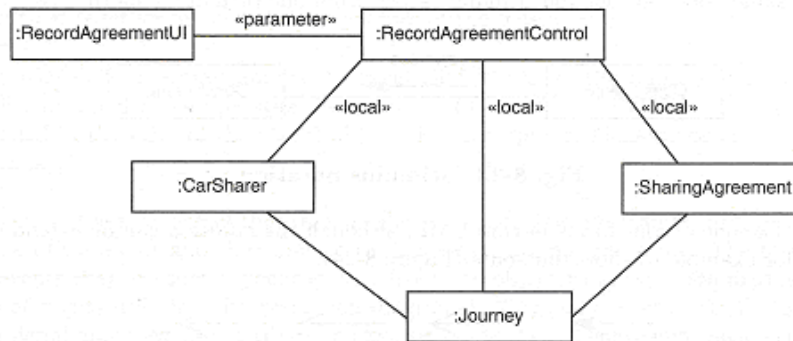 «parameter»
:RecordAgreementUI
:RecordAgreementControl
«local»
«local»
«local»
:CarSharer
:SharingAgreement
:Journey